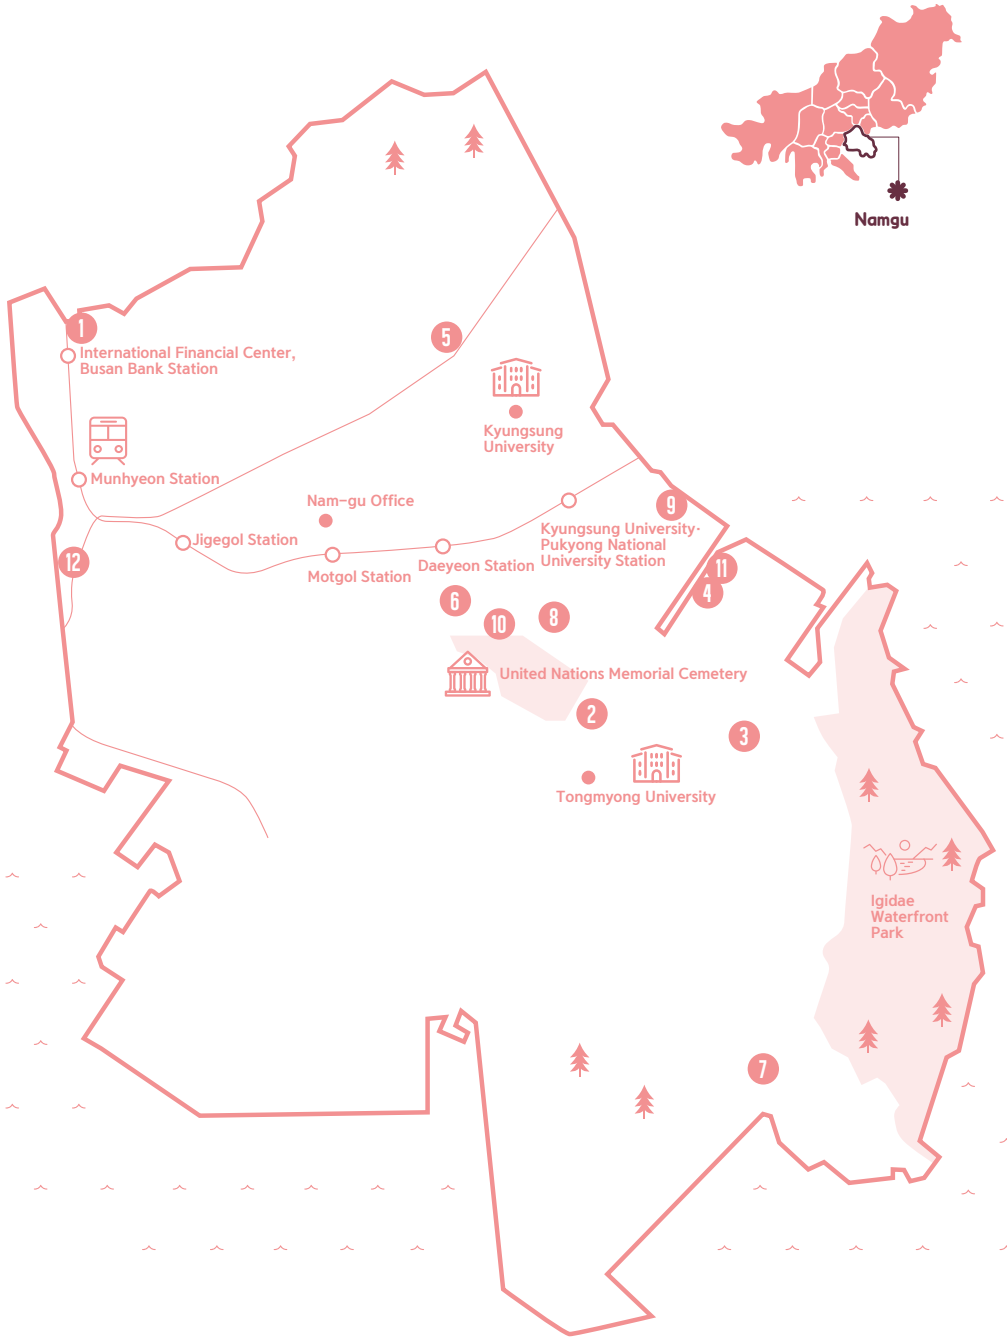 Namgu
1
International Financial Center,
Busan Bank Station
5
Kyungsung
University
Munhyeon Station
Nam-gu Office
9
Kyungsung University·
Pukyong National
University Station
Jigegol Station
Motgol Station
Daeyeon Station
12
11
4
6
10
8
United Nations Memorial Cemetery
2
3
Tongmyong University
Igidae
Waterfront
Park
7